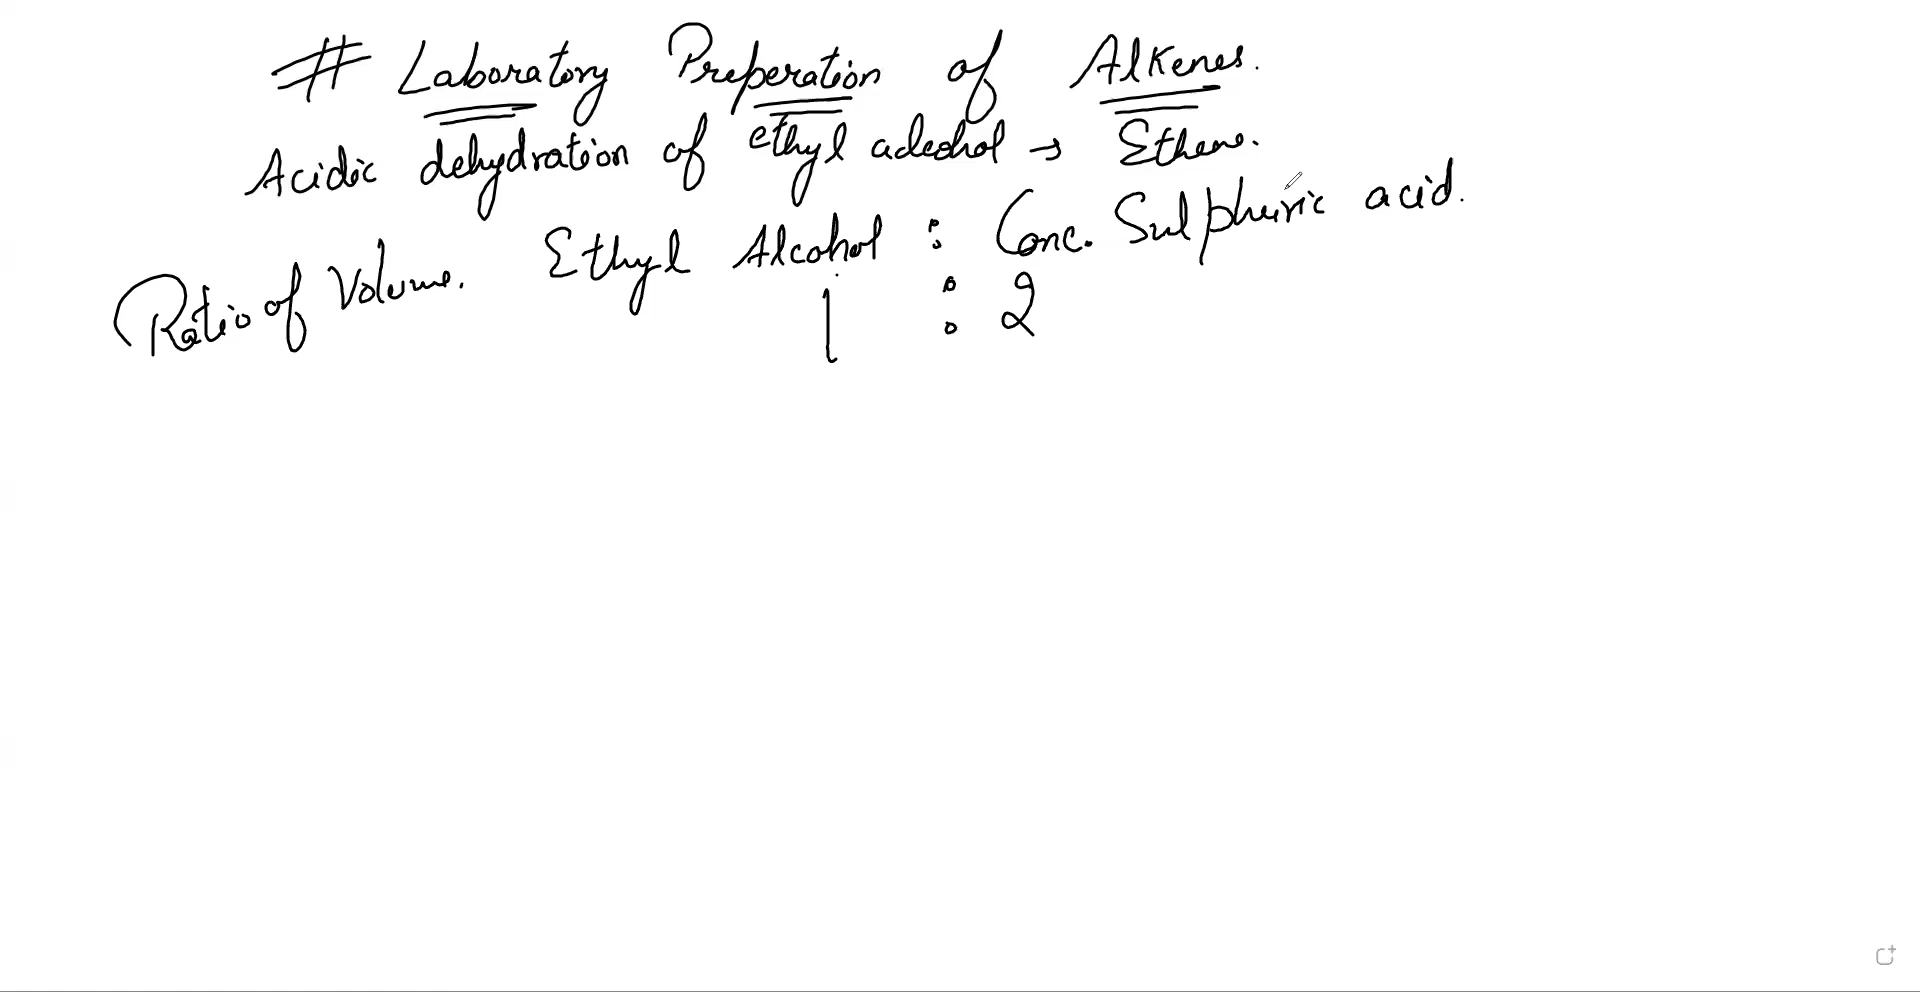 # Laboratory Preperation of Alkenes.
Acidic dehydration of ethyl alcohol → Ethene.
Ratio of Volume. Ethyl Alcohol : Conc. Sulphuric acid.
1 : 2